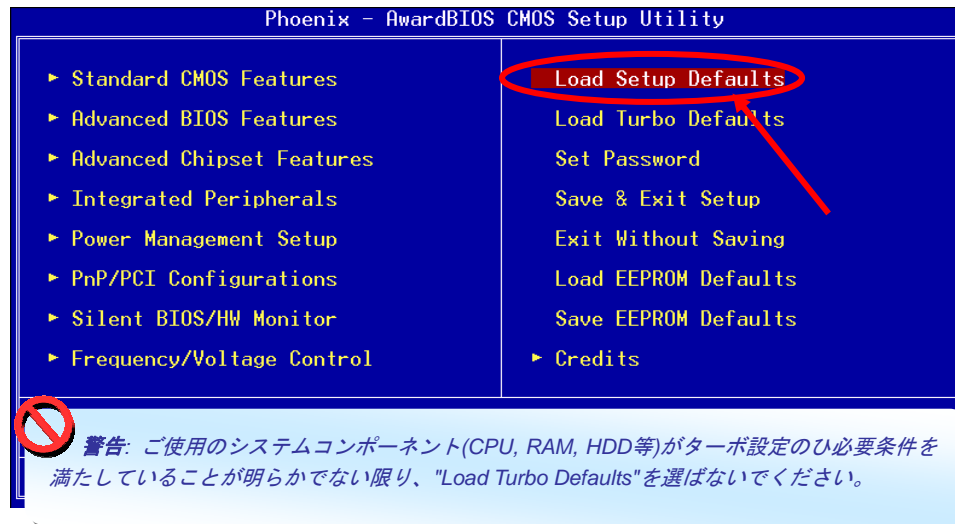 Phoenix - AwardBIOS CMOS Setup Utility
► Standard CMOS Features
► Advanced BIOS Features
► Advanced Chipset Features
► Integrated Peripherals
► Power Management Setup
► PnP/PCI Configurations
► Silent BIOS/HW Monitor
► Frequency/Voltage Control
Load Setup Defaults
Load Turbo Defaults
Set Password
Save & Exit Setup
Exit Without Saving
Load EEPROM Defaults
Save EEPROM Defaults
► Credits
警告: ご使用のシステムコンポーネント(CPU, RAM, HDD等)がターボ設定のひ必要条件を
満たしていることが明らかでない限り、"Load Turbo Defaults"を選ばないでください。